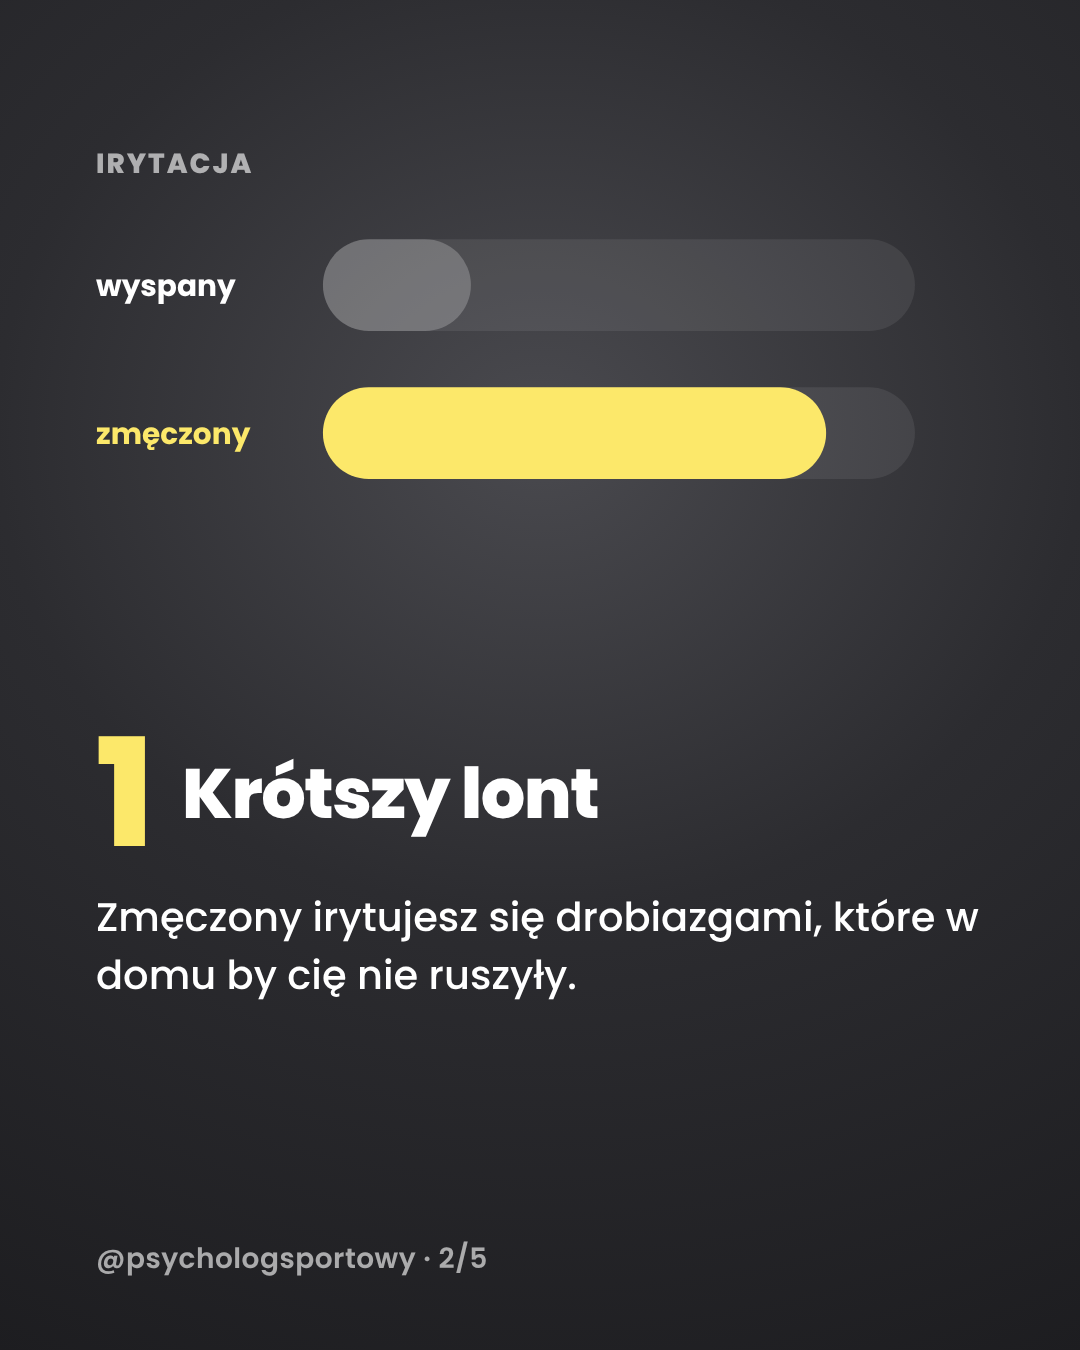 IRYTACJA
wyspany
zmęczony
1 Krótszy lont
Zmęczony irytujesz się drobiazgami, które w
domu by cię nie ruszyły.
@psychologsportowy · 2/5